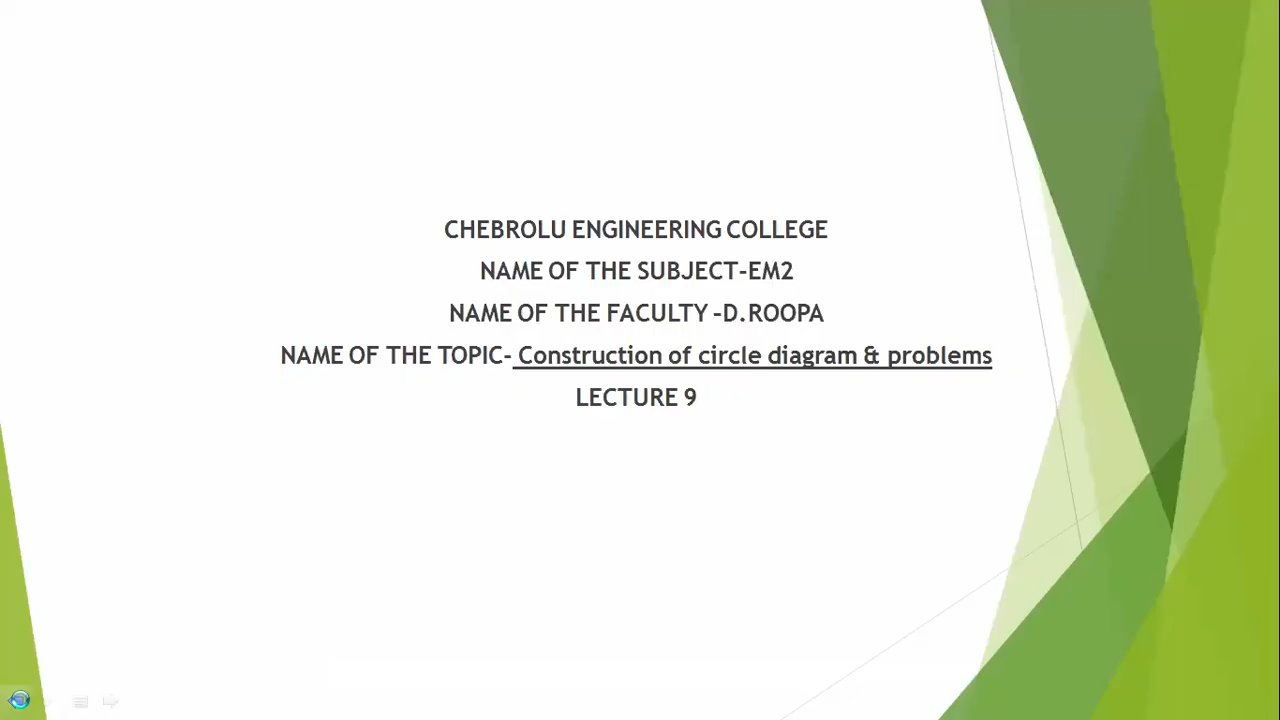 CHEBROLU ENGINEERING COLLEGE
NAME OF THE SUBJECT-EM2
NAME OF THE FACULTY -D.ROOPA
NAME OF THE TOPIC- Construction of circle diagram & problems
LECTURE 9